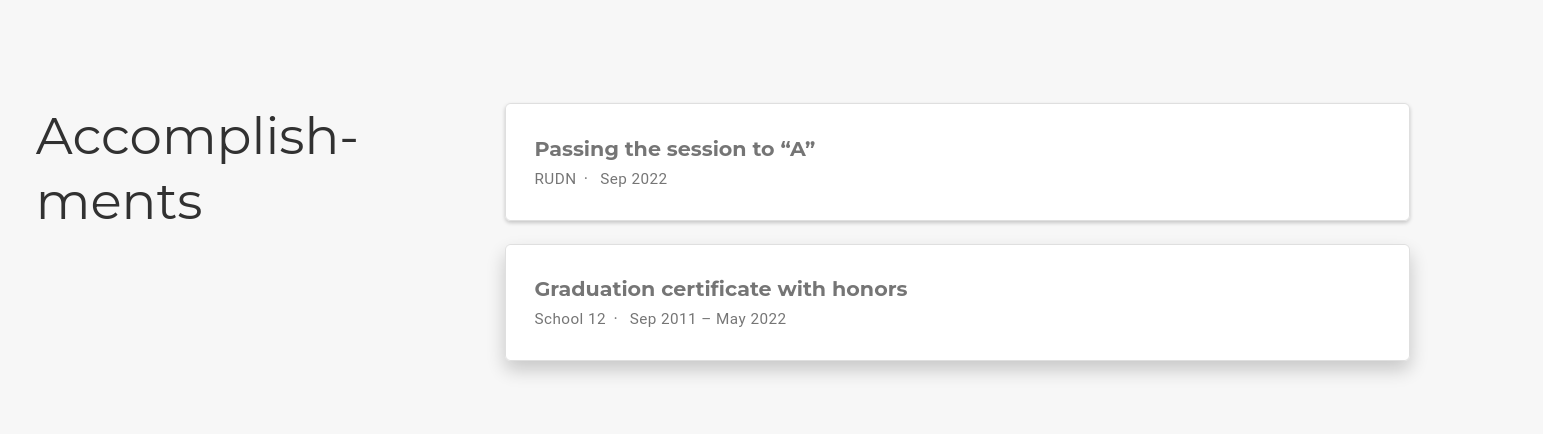 Accomplish-
ments
Passing the session to “A”
RUDN · Sep 2022
Graduation certificate with honors
School 12 · Sep 2011 – May 2022